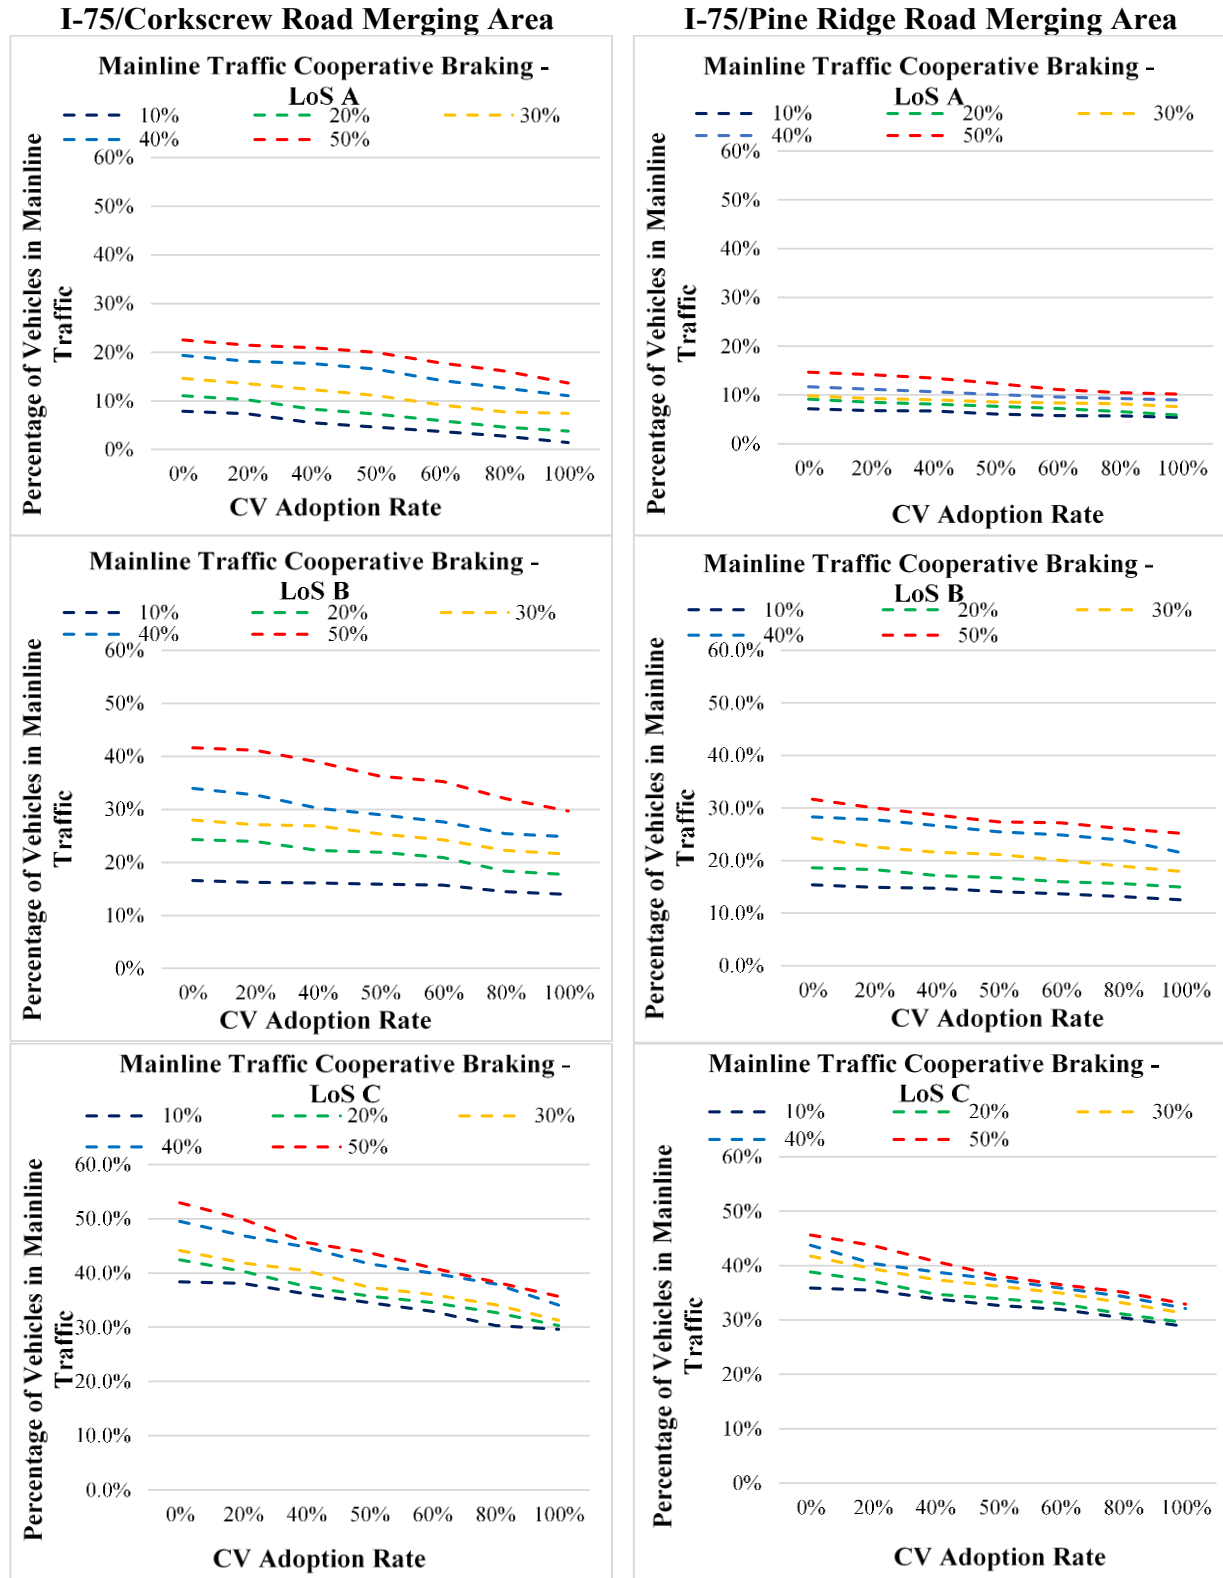 I-75/Corkscrew Road Merging Area
I-75/Pine Ridge Road Merging Area
Mainline Traffic Cooperative Braking -
LoS A
10%
20%
30%
40%
50%
Percentage of Vehicles in Mainline
Traffic
60%
50%
40%
30%
20%
10%
0%
0% 20% 40% 50% 60% 80% 100%
CV Adoption Rate
Mainline Traffic Cooperative Braking -
LoS A
10%
20%
30%
40%
50%
Percentage of Vehicles in Mainline
Traffic
60%
50%
40%
30%
20%
10%
0%
0% 20% 40% 50% 60% 80% 100%
CV Adoption Rate
Mainline Traffic Cooperative Braking -
LoS B
10%
20%
30%
40%
50%
Percentage of Vehicles in Mainline
Traffic
60%
50%
40%
30%
20%
10%
0%
0% 20% 40% 50% 60% 80% 100%
CV Adoption Rate
Mainline Traffic Cooperative Braking -
LoS B
10%
20%
30%
40%
50%
Percentage of Vehicles in Mainline
Traffic
60.0%
50.0%
40.0%
30.0%
20.0%
10.0%
0.0%
0% 20% 40% 50% 60% 80% 100%
CV Adoption Rate
Mainline Traffic Cooperative Braking -
LoS C
10%
20%
30%
40%
50%
Percentage of Vehicles in Mainline
Traffic
60.0%
50.0%
40.0%
30.0%
20.0%
10.0%
0.0%
0% 20% 40% 50% 60% 80% 100%
CV Adoption Rate
Mainline Traffic Cooperative Braking -
LoS C
10%
20%
30%
40%
50%
Percentage of Vehicles in Mainline
Traffic
60%
50%
40%
30%
20%
10%
0%
0% 20% 40% 50% 60% 80% 100%
CV Adoption Rate